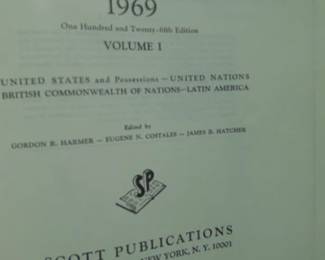 1969
One Hundred and Twenty-fifth Edition
VOLUME 1
UNITED STATES and Possessions — UNITED NATIONS
BRITISH COMMONWEALTH OF NATIONS—LATIN AMERICA
Edited by
GORDON R. HARMER — EUGENE N. COSTALES — JAMES B. HATCHER
SP
SCOTT PUBLICATIONS
NEW YORK, N. Y. 10001